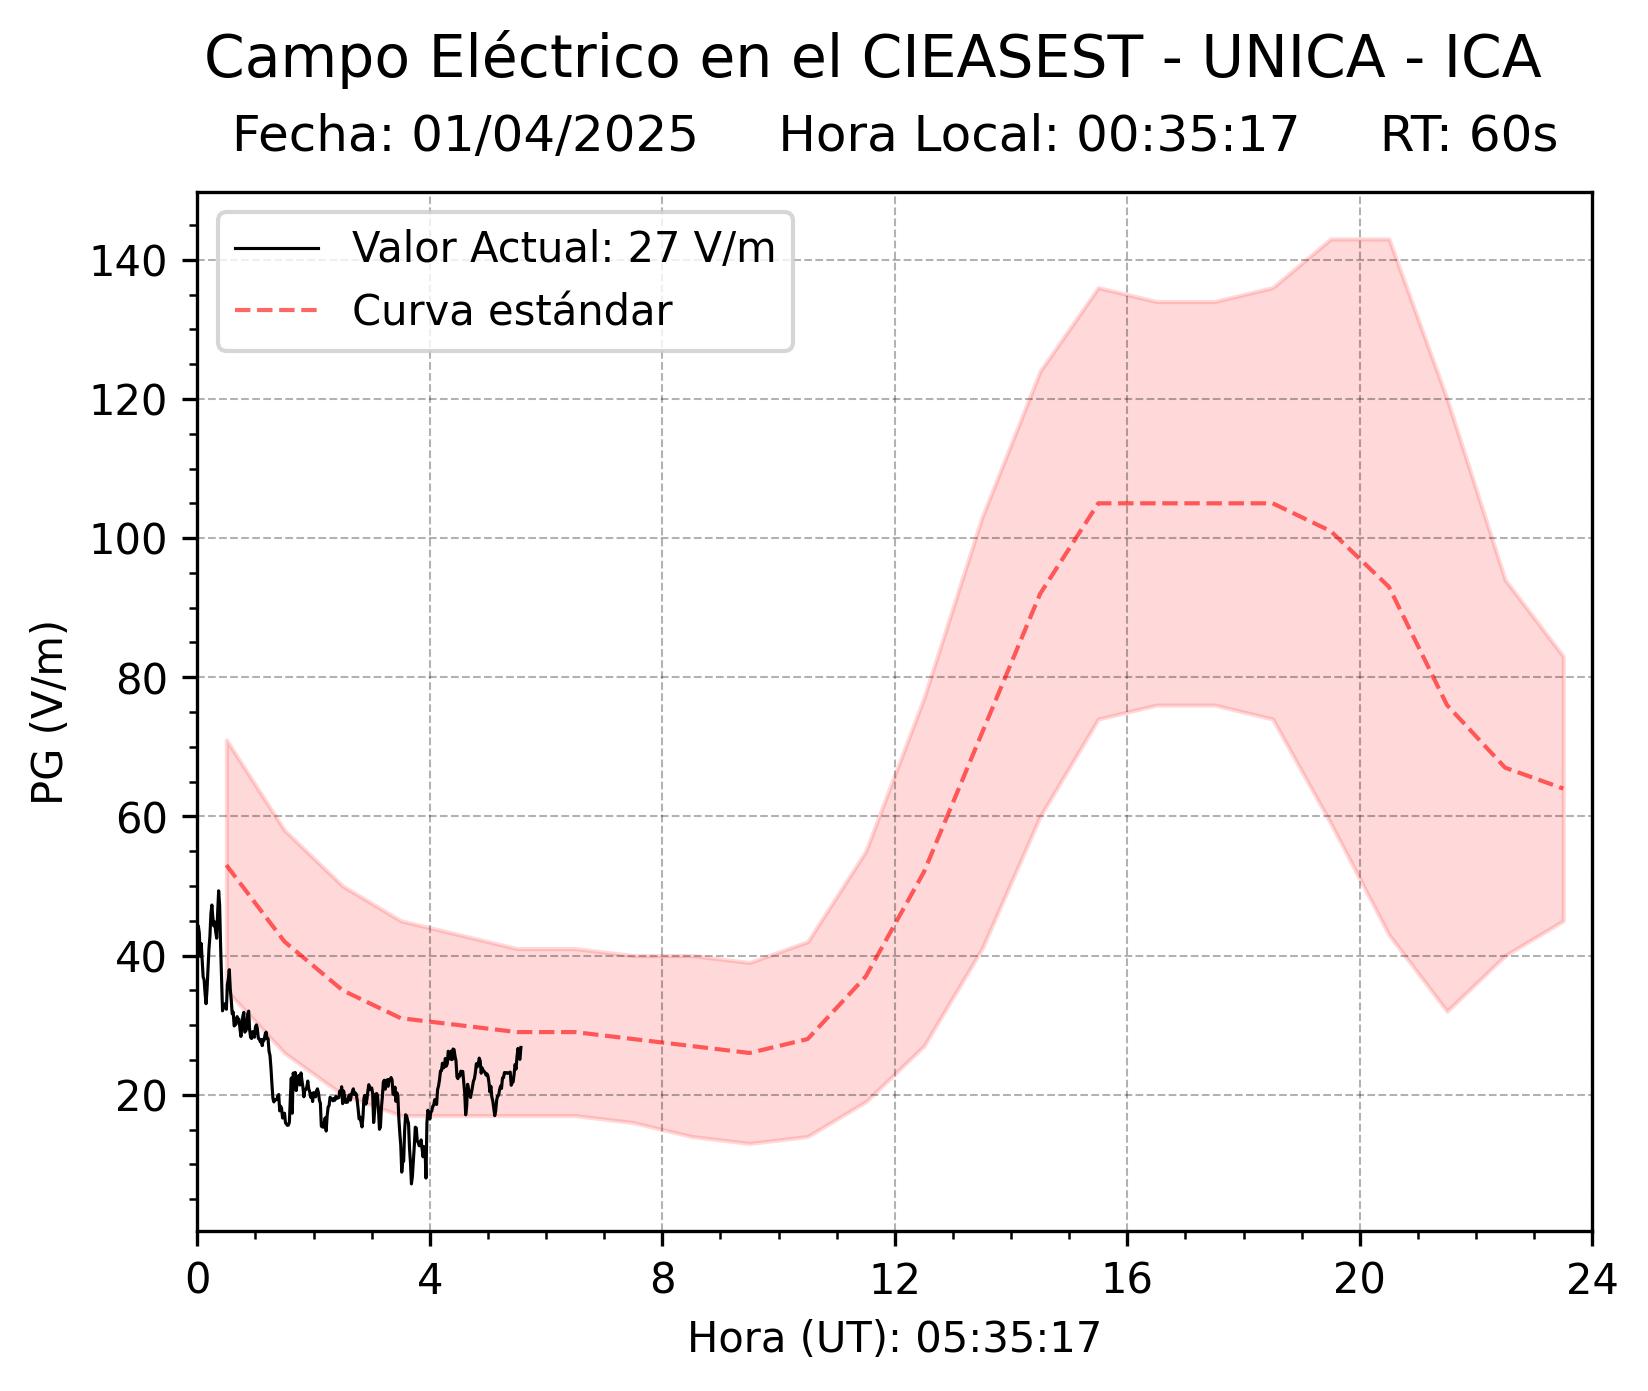 Campo Eléctrico en el CIEASEST - UNICA - ICA
Fecha: 01/04/2025 Hora Local: 00:35:17 RT: 60s
Valor Actual: 27 V/m
Curva estándar
140
120
100
80
60
40
20
PG (V/m)
0 4 8 12 16 20 24
Hora (UT): 05:35:17